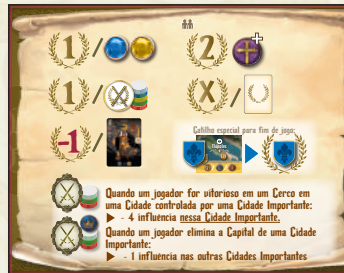 1 /
2
1 /
X /
-1 /
Gatilho especial para fim de jogo:
Quando um jogador for vitorioso em um Cerco em
uma Cidade controlada por uma Cidade Importante:
- 4 influência nessa Cidade Importante.
Quando um jogador elimina a Capital de uma Cidade
Importante:
- 1 influência nas outras Cidades Importantes